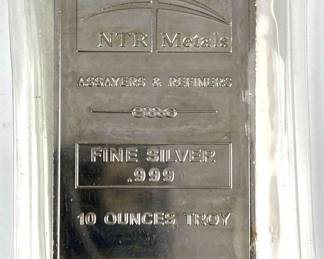 NTR Metals
ASSAYERS & REFINERS
FINE SILVER
.999
10 OUNCES TROY